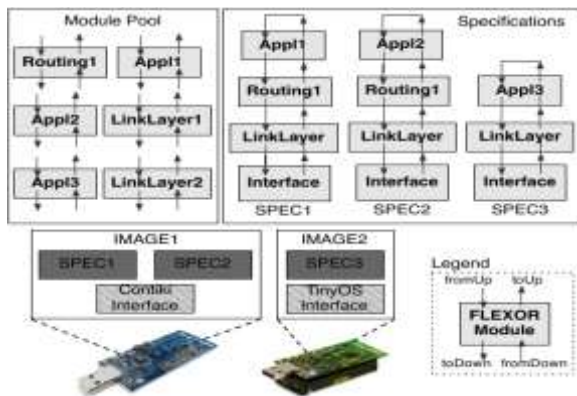 Module Pool
Routing1 Appl1
Appl2 LinkLayer1
Appl3 LinkLayer2
Specifications
Appl1 Appl2
Routing1 Routing1 Appl3
LinkLayer LinkLayer LinkLayer
Interface Interface Interface
SPEC1 SPEC2 SPEC3
IMAGE1
SPEC1 SPEC2
Contiki
Interface
IMAGE2
SPEC3
TinyOS
Interface
Legend
fromUp toUp
FLEXOR
Module
toDown fromDown